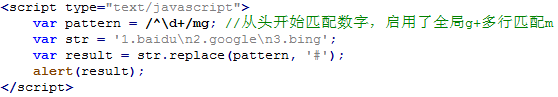 <script type="text/javascript">
var pattern = /^\d+/mg; //从头开始匹配数字，启用了全局g+多行匹配m
var str = '1.baidu\n2.google\n3.bing';
var result = str.replace(pattern, '#');
alert(result);
</script>